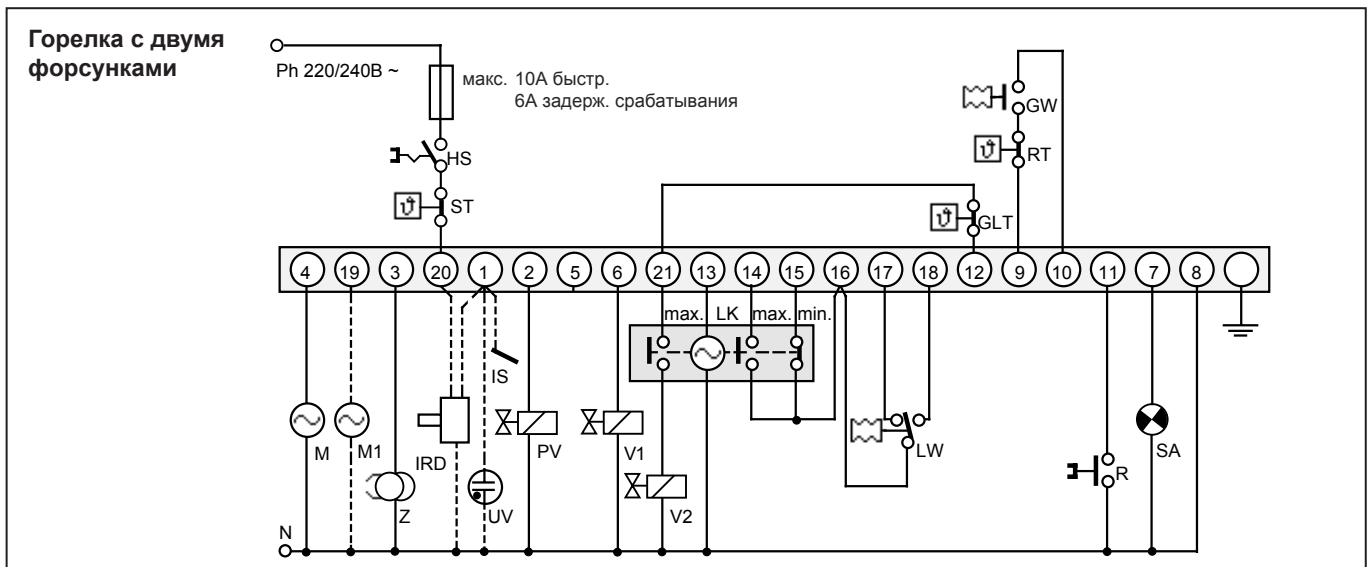 Горелка с двумя
форсунками
Ph 220/240В ~
макс. 10А быстр.
6А задерж. срабатывания
HS
ST
GW
RT
GLT
4 19 3 20 1 2 5 6 21 13 14 15 16 17 18 12 9 10 11 7 8
max. LK max. min.
IS
M
M1
IRD
Z
UV
PV
V1
V2
LW
R
SA
N